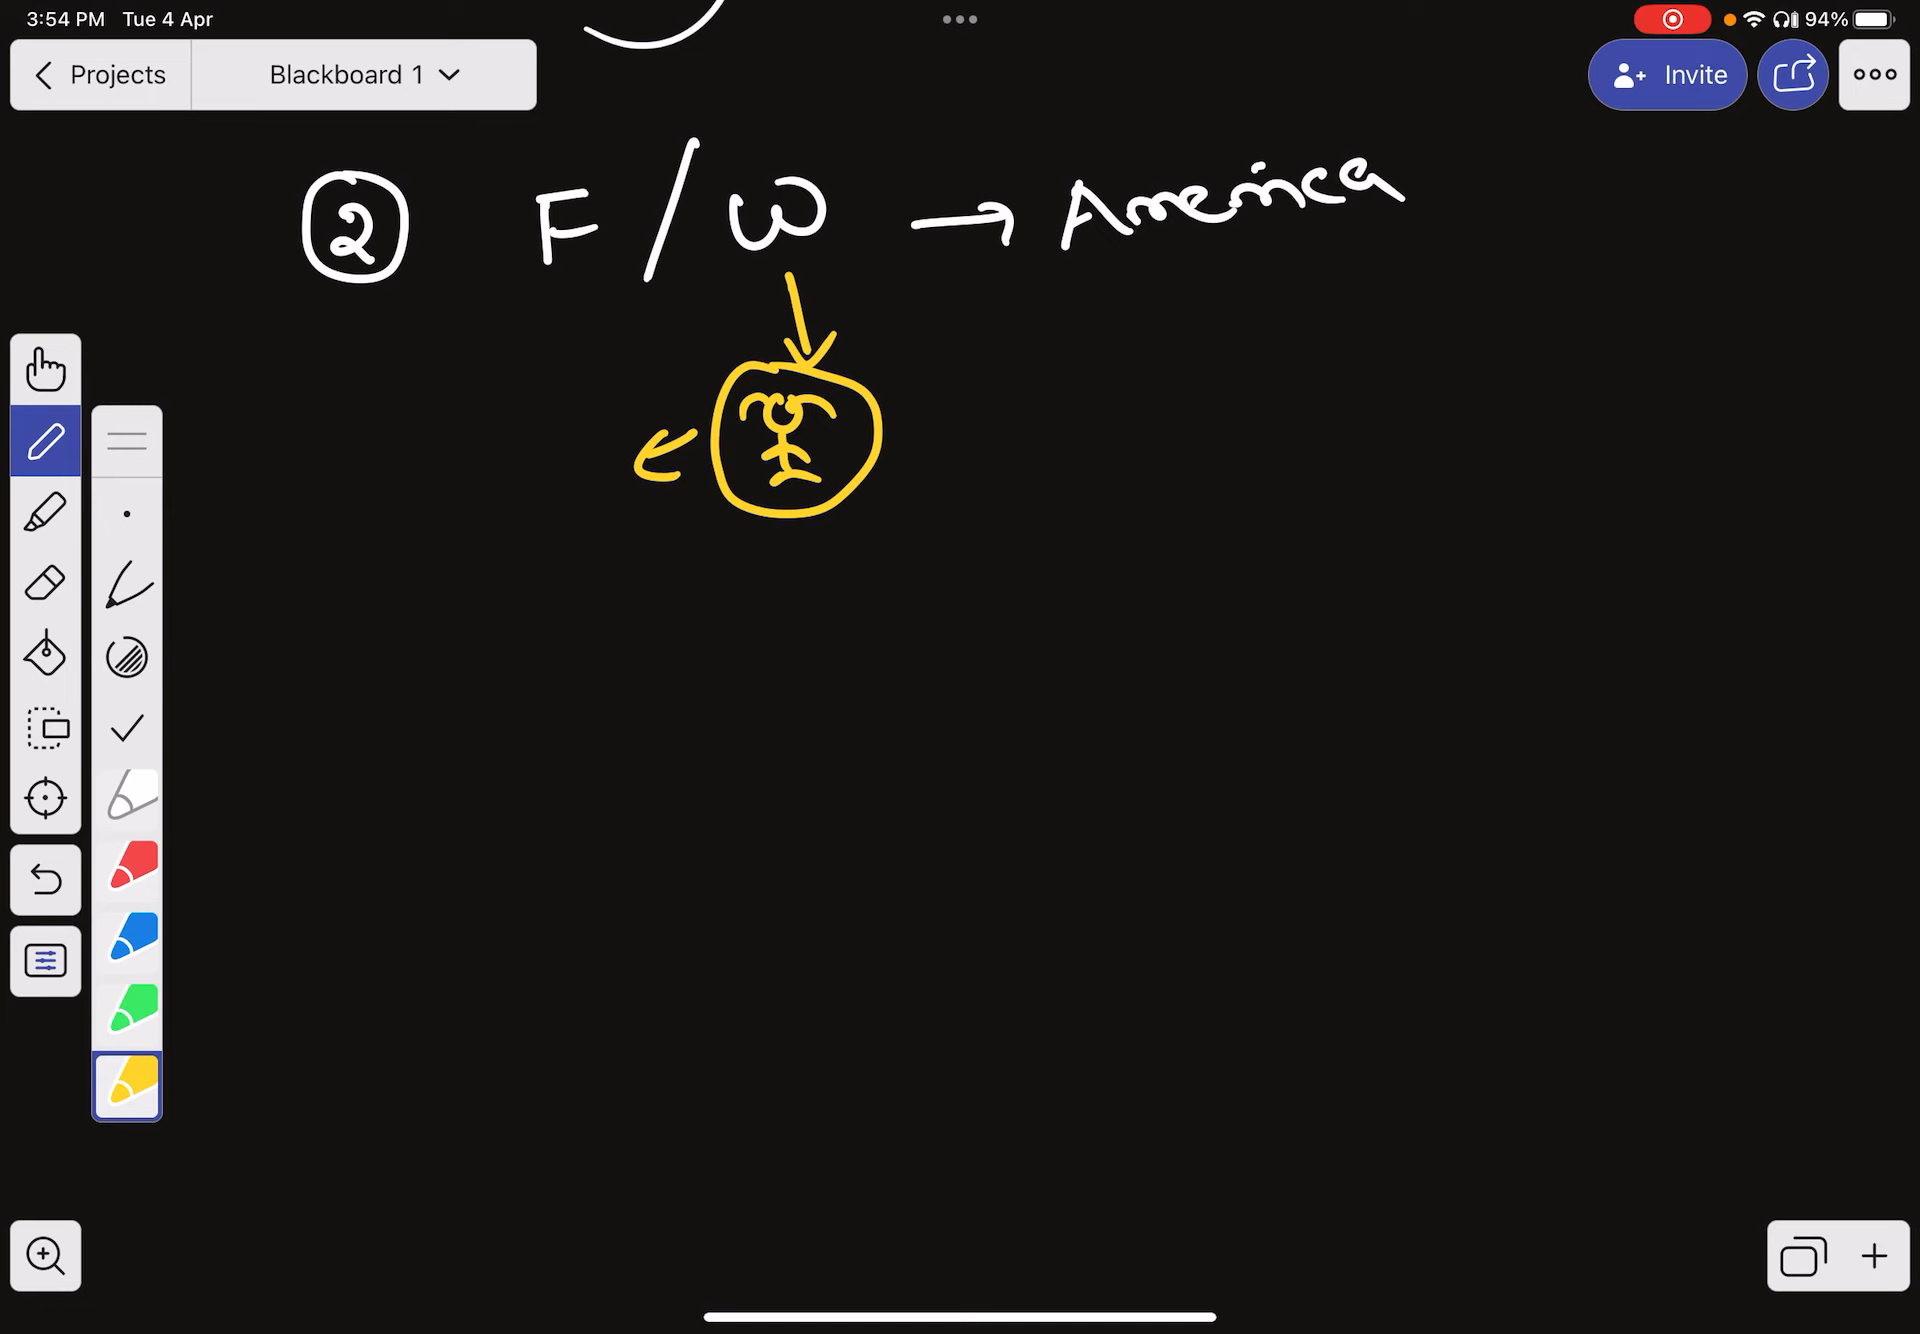 3:54 PM Tue 4 Apr
94%
Projects
Blackboard 1
Invite
2 F / W → America